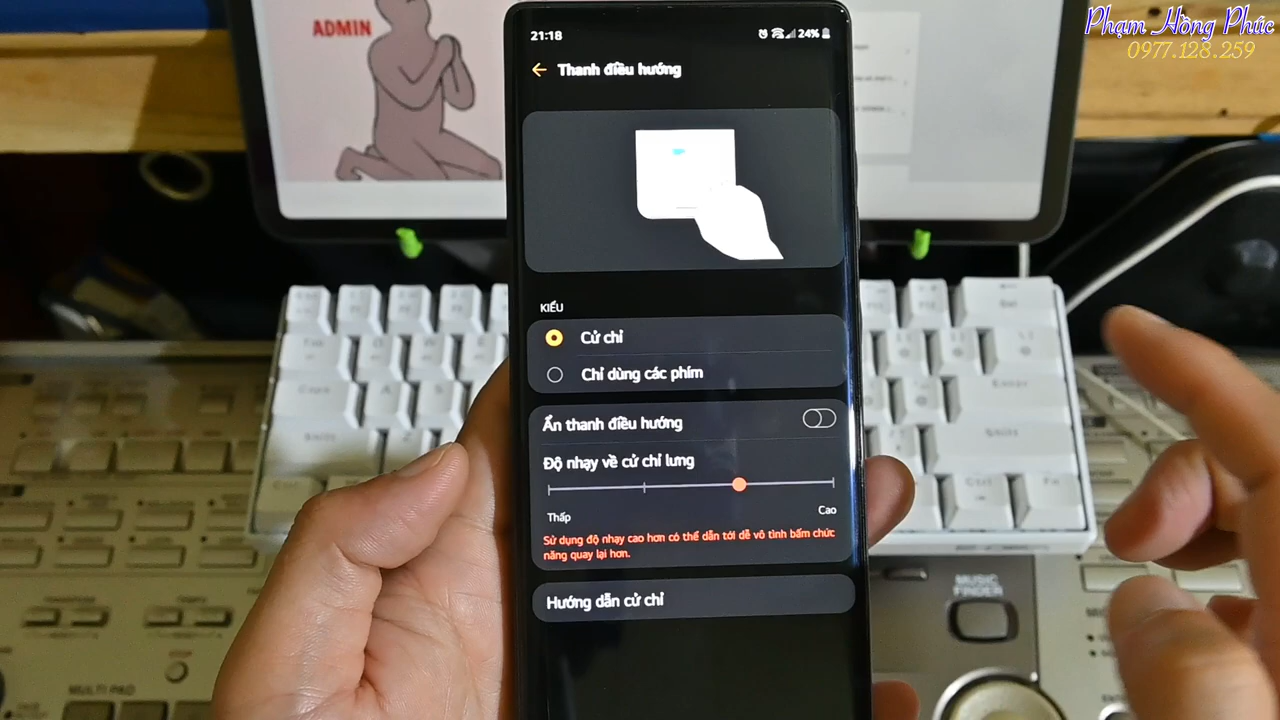 Phạm Hồng Phúc
0977.128.259
ADMIN
21:18
24%
Thanh điều hướng
KIỂU
Cử chỉ
Chỉ dùng các phím
Ẩn thanh điều hướng
Độ nhạy về cử chỉ lưng
Thấp
Cao
Sử dụng độ nhạy cao hơn có thể dẫn tới dễ vô tình bấm chức
năng quay lại hơn.
Hướng dẫn cử chỉ
MUSIC
FINDER
MULTI PAD